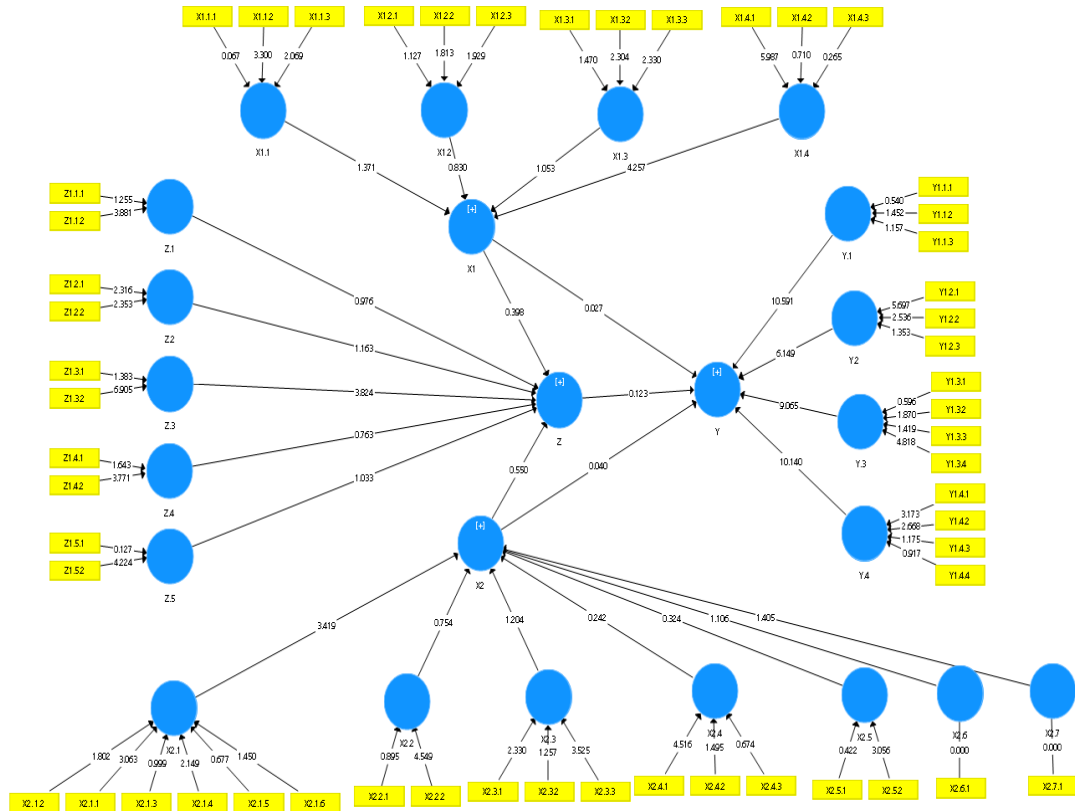 X1.1.1 X1.1.2 X1.1.3 X1.2.1 X1.2.2 X1.2.3 X1.3.1 X1.3.2 X1.3.3 X1.4.1 X1.4.2 X1.4.3
0.067 3.300 2.069 1.127 1.813 1.929 1.470 2.304 2.330 5.987 0.710 0.265
X1.1 X1.2 X1.3 X1.4
1.371 0.830 1.053 4.257
[+]
X1
Z1.1.1 1.255
Z1.1.2 3.881
Z.1
Z1.2.1 2.316
Z1.2.2 2.353
Z.2
Z1.3.1 1.383
Z1.3.2 6.905
Z.3
Z1.4.1 1.643
Z1.4.2 3.771
Z.4
Z1.5.1 0.127
Z1.5.2 4.224
Z.5
0.976
1.163
3.824
0.763
1.033
0.398 0.027
[+]
Z
0.123
[+]
Y
0.550 0.040
[+]
X2
0.540 Y1.1.1
1.452 Y1.1.2
1.157 Y1.1.3
Y.1
10.591
5.697 Y1.2.1
2.536 Y1.2.2
1.353 Y1.2.3
Y.2
6.149
0.596 Y1.3.1
1.870 Y1.3.2
1.419 Y1.3.3
4.818 Y1.3.4
Y.3
9.065
3.173 Y1.4.1
2.668 Y1.4.2
1.175 Y1.4.3
0.917 Y1.4.4
Y.4
10.140
3.419 0.754 1.204 0.242 0.324 1.106 1.405
X2.1 X2.2 X2.3 X2.4 X2.5 X2.6 X2.7
1.802 3.063 0.999 2.149 0.677 1.450 0.895 4.549 2.330 1.257 3.525 4.516 1.495 0.674 0.422 3.056 0.000 0.000
X2.1.2 X2.1.1 X2.1.3 X2.1.4 X2.1.5 X2.1.6 X2.2.1 X2.2.2 X2.3.1 X2.3.2 X2.3.3 X2.4.1 X2.4.2 X2.4.3 X2.5.1 X2.5.2 X2.6.1 X2.7.1